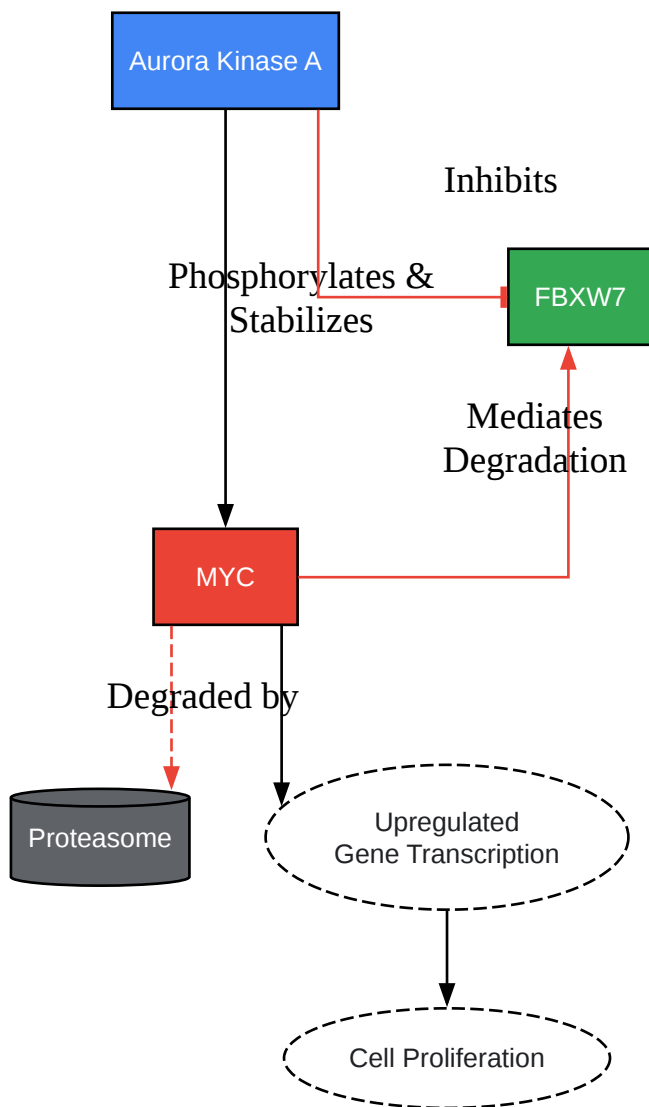 Aurora Kinase A
Inhibits
Phosphorylates &
Stabilizes
FBXW7
Mediates
Degradation
MYC
Degraded by
Proteasome
Upregulated
Gene Transcription
Cell Proliferation